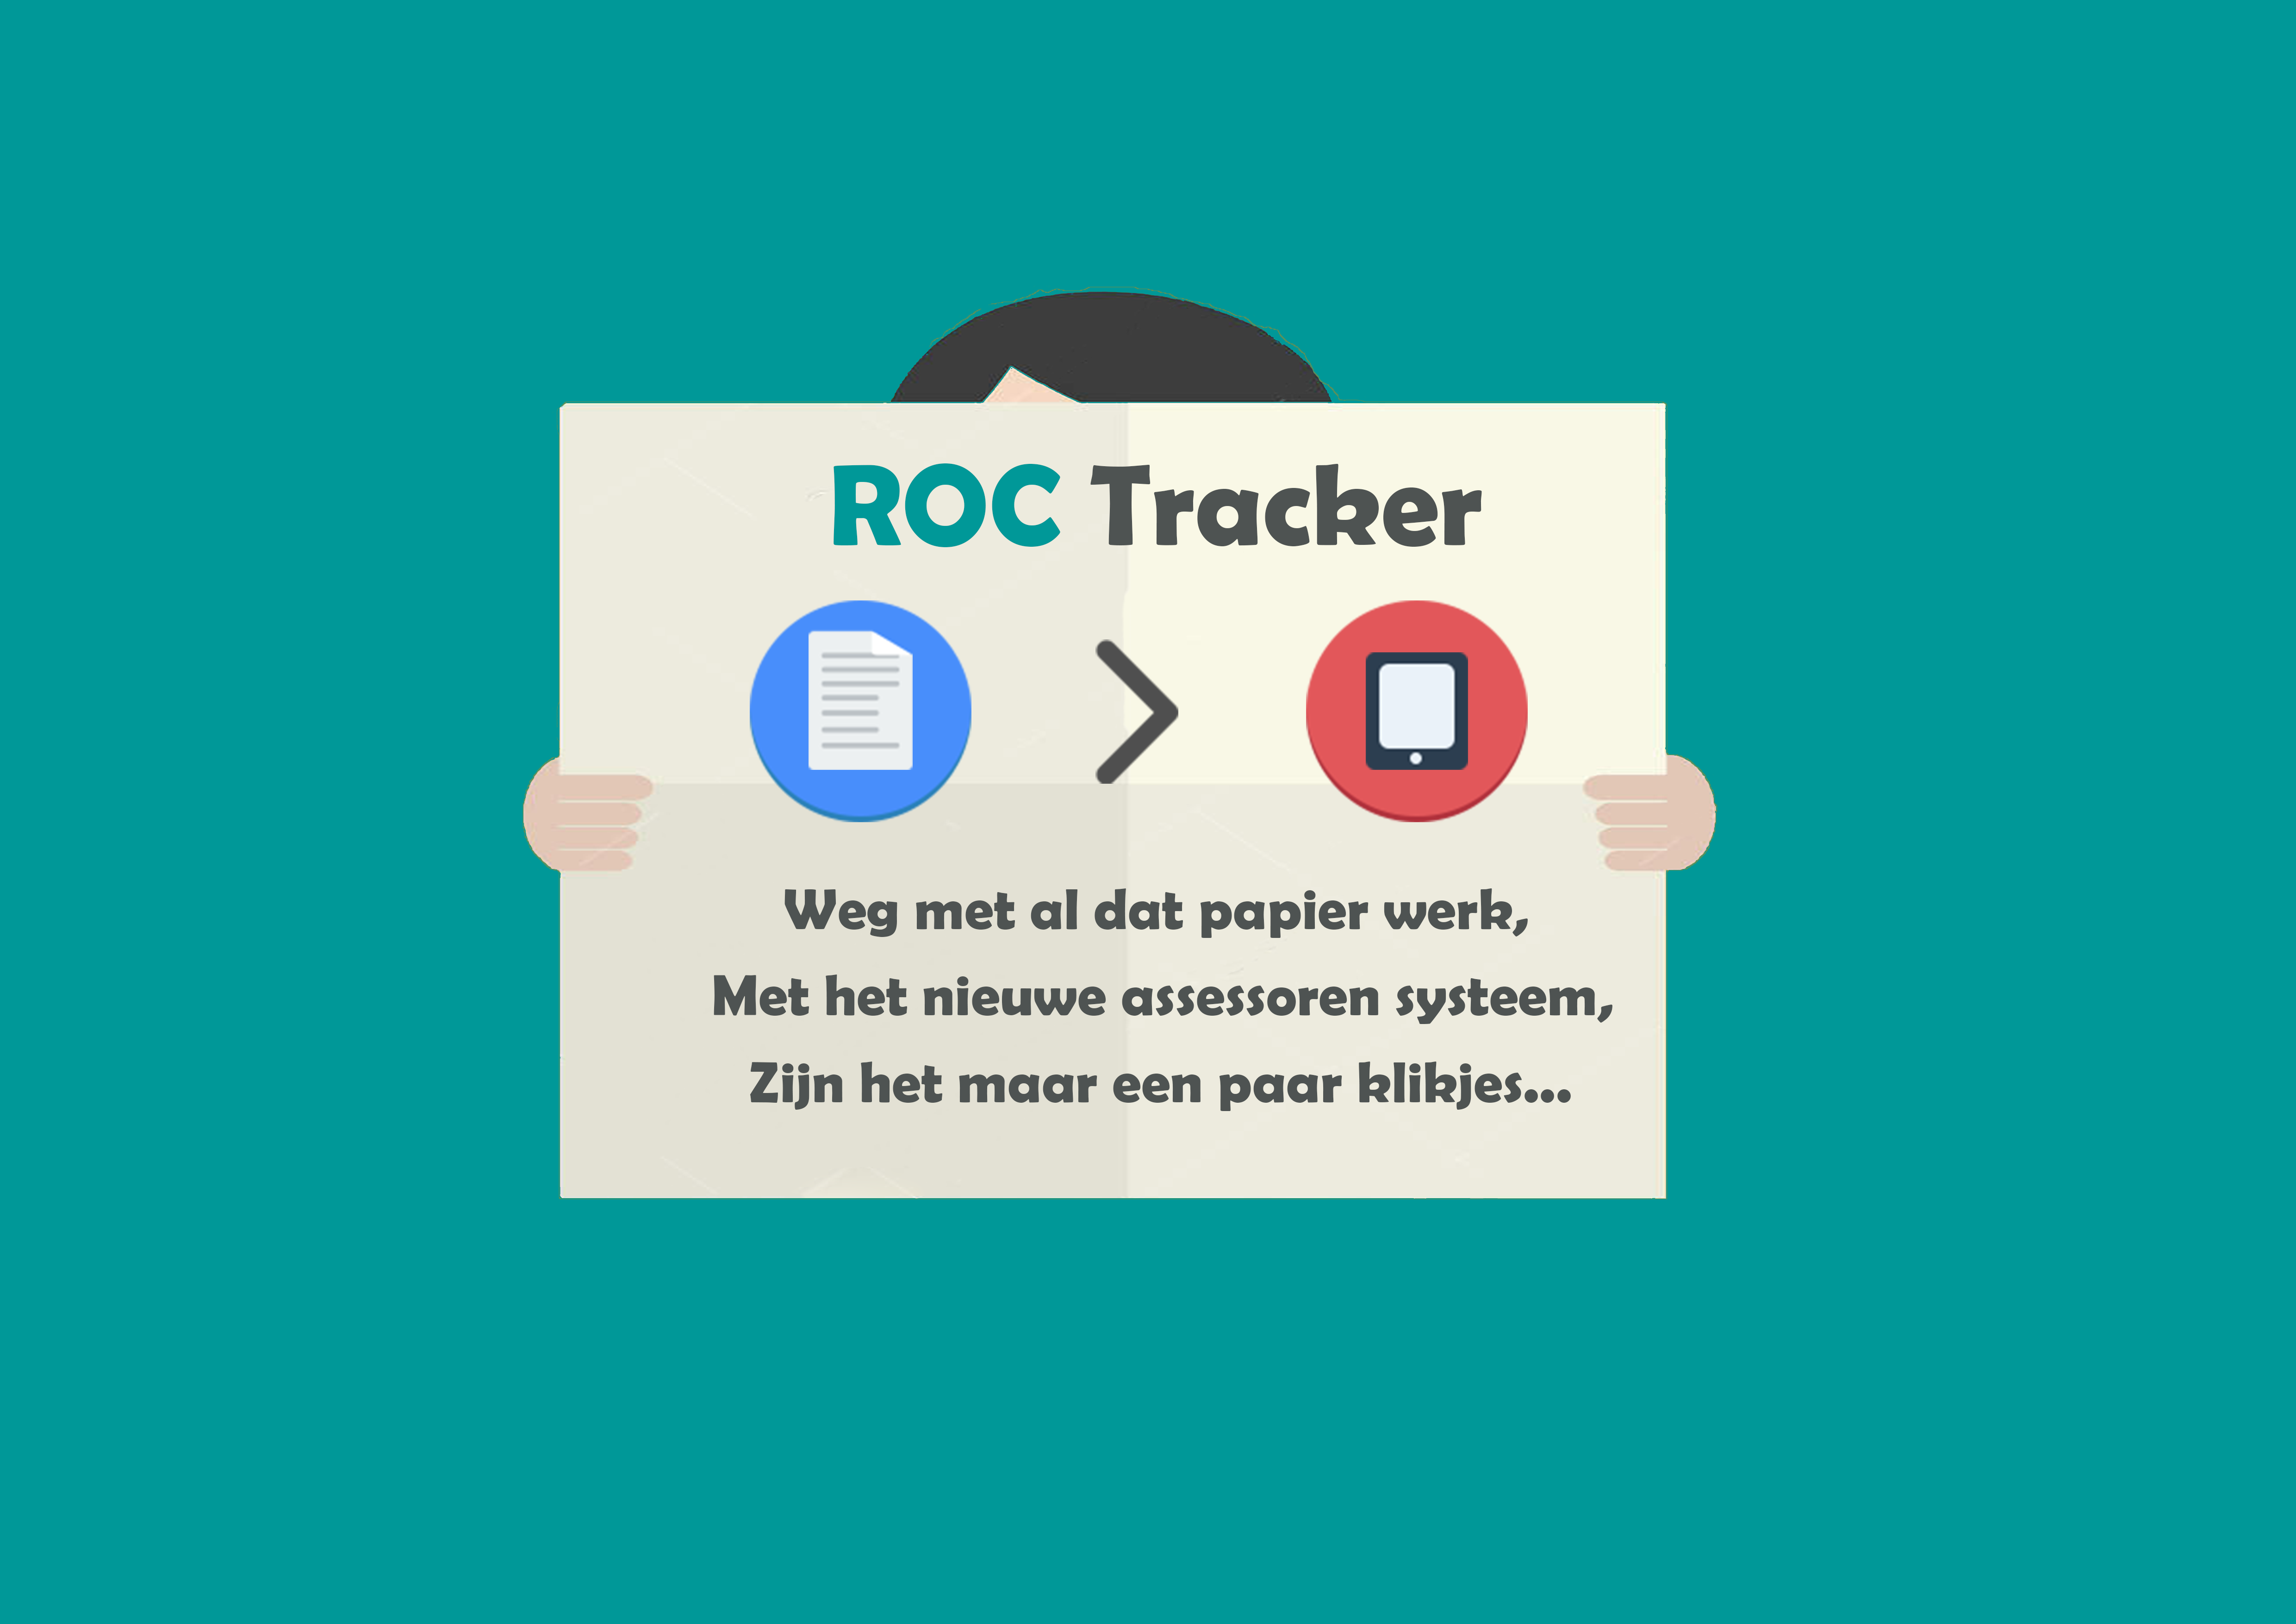 ROC Tracker
Weg met al dat papier werk,
Met het nieuwe assessoren systeem,
Zijn het maar een paar klikjes...